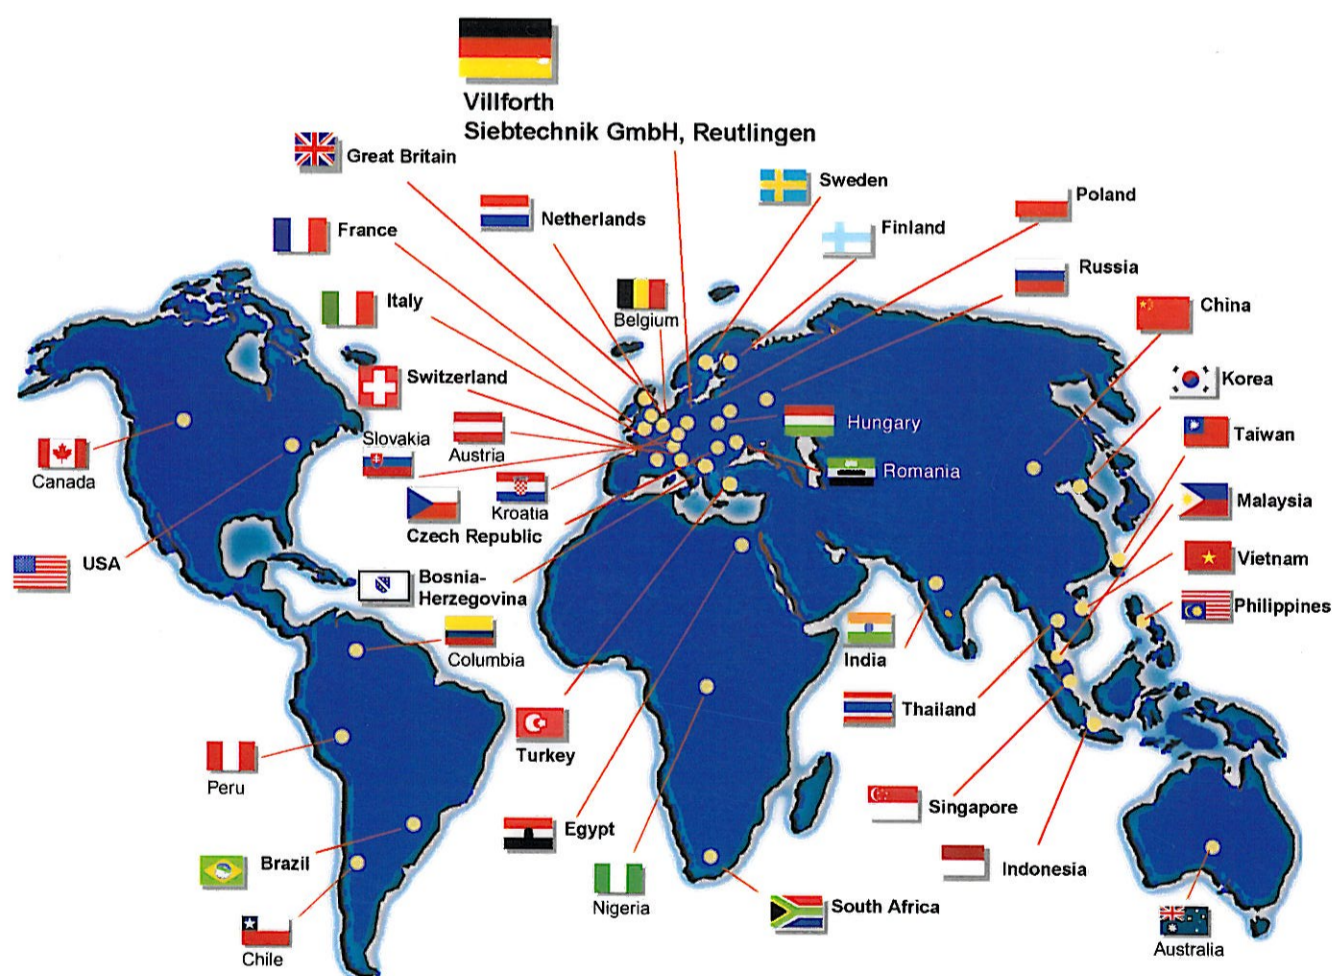 Villforth
Siebtechnik GmbH, Reutlingen
Great Britain
Sweden
Poland
Netherlands
France
Finland
Russia
Italy
Belgium
China
Switzerland
Korea
Slovakia
Austria
Hungary
Taiwan
Canada
Romania
Kroatia
Malaysia
Czech Republic
USA
Vietnam
Bosnia-
Herzegovina
Philippines
Columbia
India
Thailand
Turkey
Peru
Singapore
Egypt
Brazil
Indonesia
Nigeria
South Africa
Chile
Australia